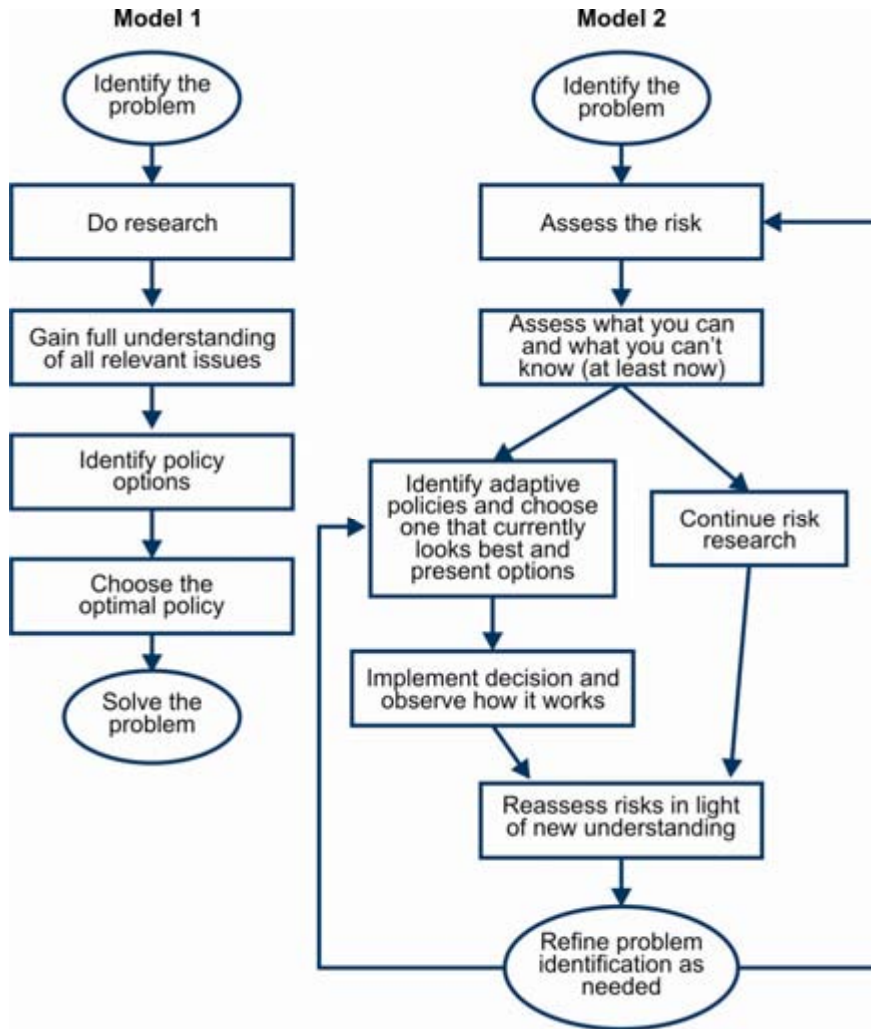 Model 1
Identify the
problem
Do research
Gain full understanding
of all relevant issues
Identify policy
options
Choose the
optimal policy
Solve the
problem
Model 2
Identify the
problem
Assess the risk
Assess what you can
and what you can't
know (at least now)
Identify adaptive
policies and choose
one that currently
looks best and
present options
Continue risk
research
Implement decision and
observe how it works
Reassess risks in light
of new understanding
Refine problem
identification as
needed